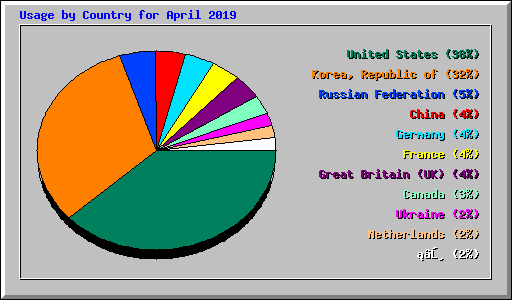 Usage by Country for April 2019
United States (38%)
Korea, Republic of (32%)
Russian Federation (5%)
China (4%)
Germany (4%)
France (4%)
Great Britain (UK) (4%)
Canada (3%)
Ukraine (2%)
Netherlands (2%)
(2%)